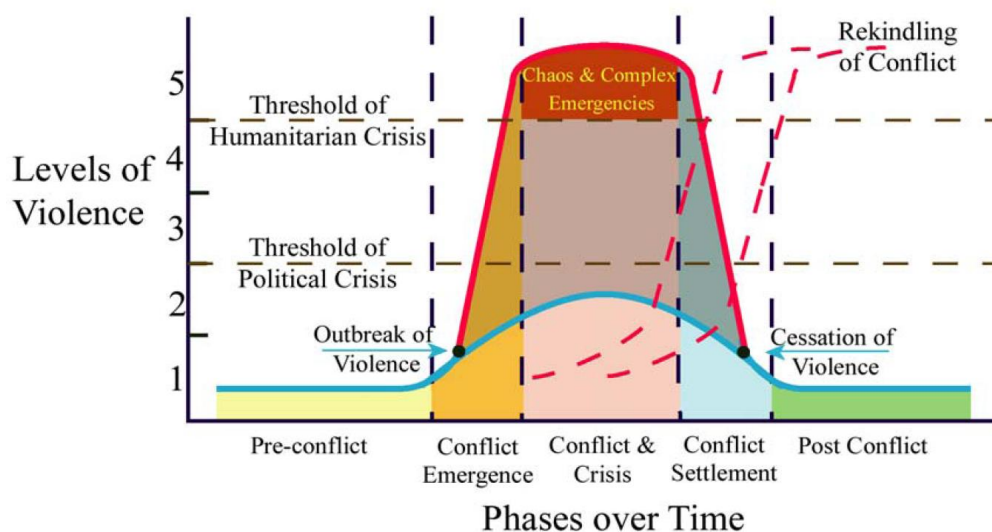 Rekindling
of Conflict
5
Chaos & Complex
Emergencies
Threshold of
Humanitarian Crisis
4
Levels of
Violence
3
Threshold of
Political Crisis
2
Outbreak of
Violence
Cessation of
Violence
1
Pre-conflict
Conflict
Emergence
Conflict &
Crisis
Conflict
Settlement
Post Conflict
Phases over Time